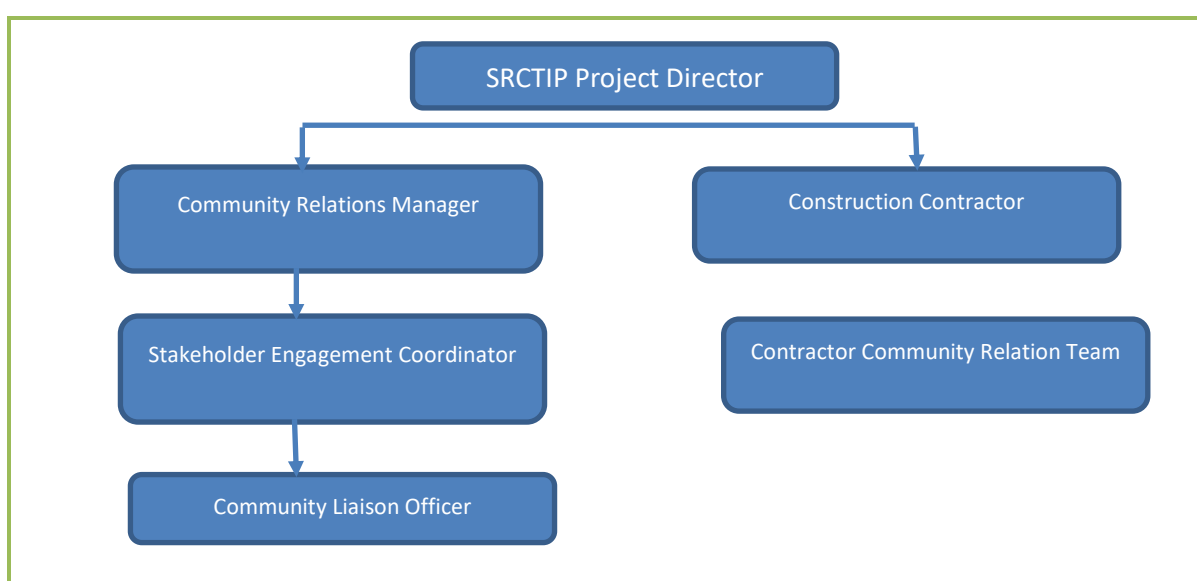 SRCTIP Project Director
Community Relations Manager
Construction Contractor
Stakeholder Engagement Coordinator
Contractor Community Relation Team
Community Liaison Officer